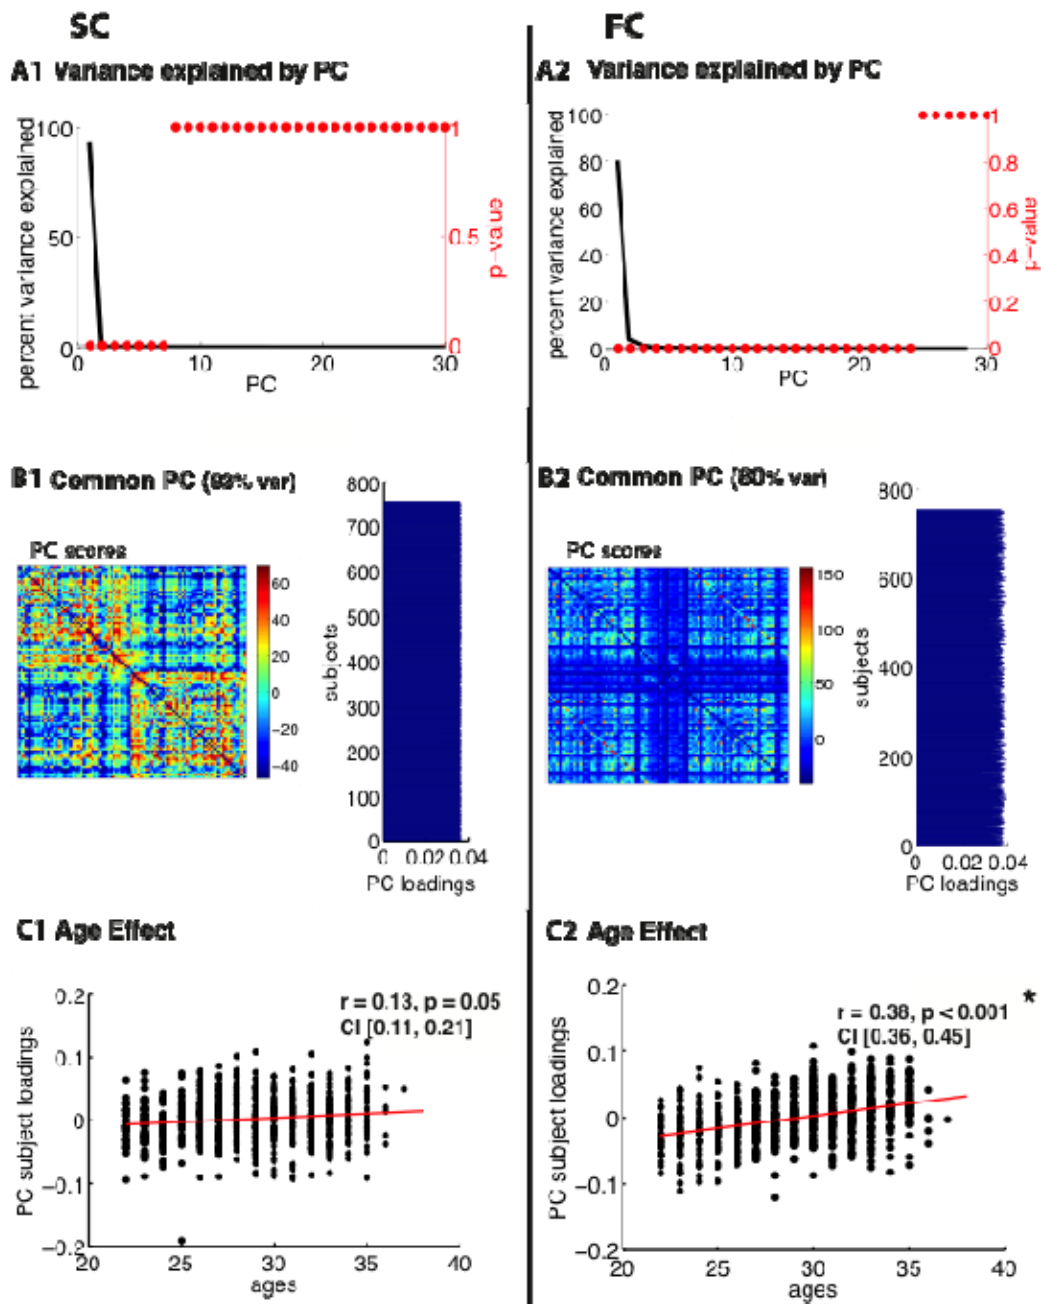 SC
FC
A1 Variance explained by PC
A2 Variance explained by PC
percent variance explained
100
50
0
0
10
20
30
PC
1
0.5
0
p-value
percent variance explained
100
80
60
40
20
0
0
10
20
30
PC
1
0.8
0.6
0.4
0.2
0
p-value
B1 Common PC (93% var)
PC scores
60
40
20
0
-20
-40
subjects
800
700
600
500
400
300
200
100
0
0
0.02
0.04
PC loadings
B2 Common PC (80% var)
PC scores
150
100
50
0
subjects
800
600
400
200
0
0
0.02
0.04
PC loadings
C1 Age Effect
r = 0.13, p = 0.05
CI [0.11, 0.21]
PC subject loadings
0.2
0.1
0
-0.1
-0.2
20
25
30
35
40
ages
C2 Age Effect
*
r = 0.38, p < 0.001
CI [0.36, 0.45]
PC subject loadings
0.2
0.1
0
-0.1
-0.2
20
25
30
35
40
ages